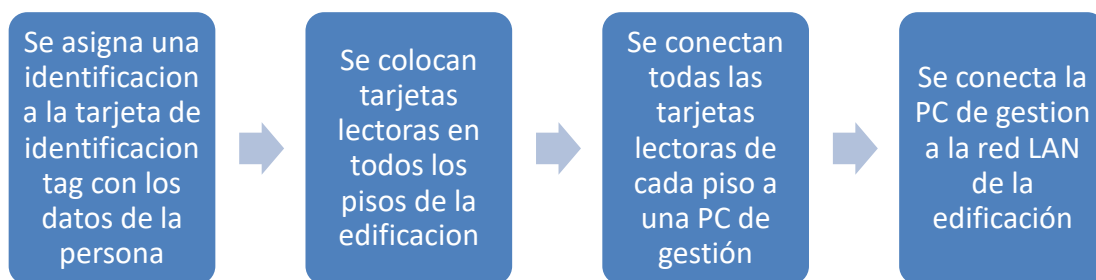 Se asigna una
identificacion
a la tarjeta de
identificacion
tag con los
datos de la
persona
Se colocan
tarjetas
lectoras en
todos los
pisos de la
edificacion
Se conectan
todas las
tarjetas
lectoras de
cada piso a
una PC de
gestión
Se conecta la
PC de gestion
a la red LAN
de la
edificación